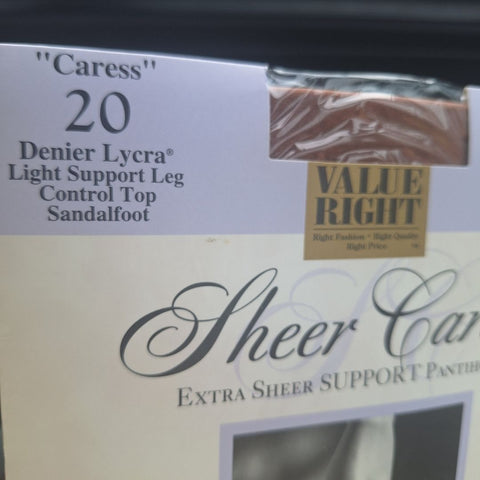 "Caress"
20
Denier Lycra®
Light Support Leg
Control Top
Sandalfoot
VALUE
RIGHT
Right Fashion • Right Quality
Right Price ™
Sheer
EXTRA SHEER SUPPORT